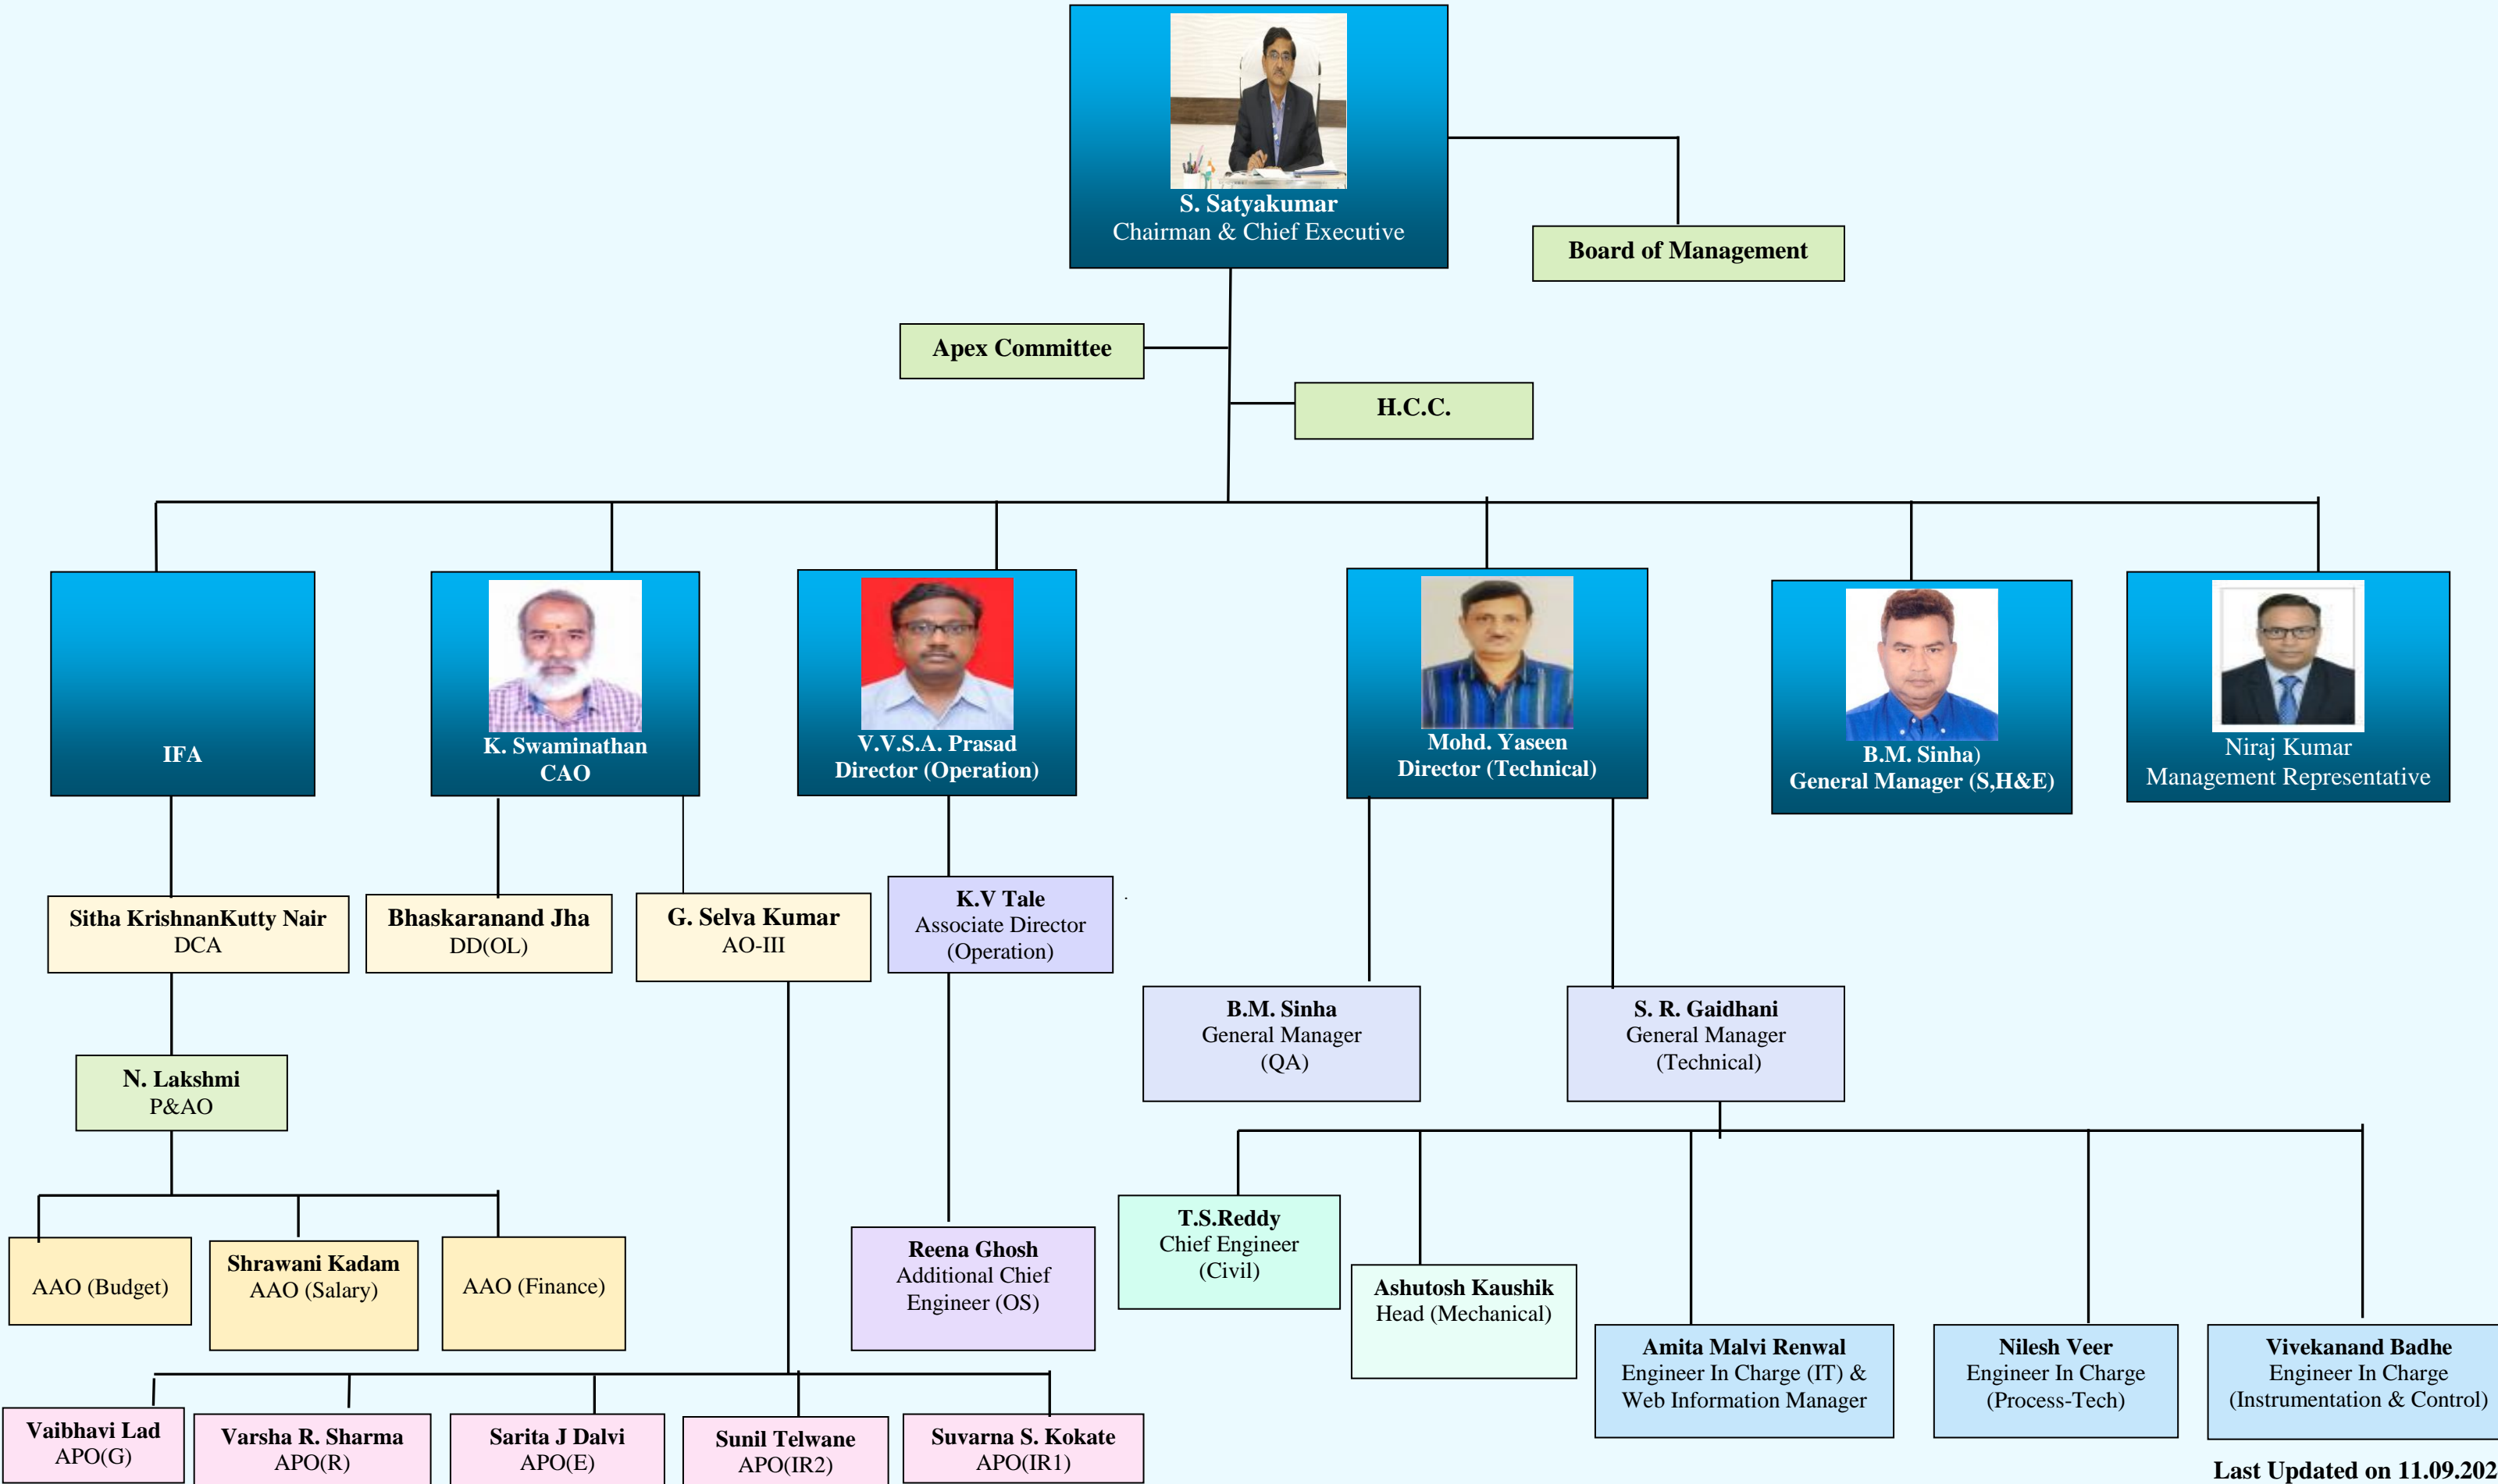 S. Satyakumar
Chairman & Chief Executive
Board of Management
Apex Committee
H.C.C.
IFA
K. Swaminathan
CAO
V.V.S.A. Prasad
Director (Operation)
Mohd. Yaseen
Director (Technical)
B.M. Sinha)
General Manager (S,H&E)
Niraj Kumar
Management Representative
Sitha KrishnanKutty Nair
DCA
Bhaskaranand Jha
DD(OL)
G. Selva Kumar
AO-III
K.V Tale
Associate Director
(Operation)
B.M. Sinha
General Manager
(QA)
S. R. Gaidhani
General Manager
(Technical)
N. Lakshmi
P&AO
AAO (Budget)
Shrawani Kadam
AAO (Salary)
AAO (Finance)
Reena Ghosh
Additional Chief
Engineer (OS)
T.S.Reddy
Chief Engineer
(Civil)
Ashutosh Kaushik
Head (Mechanical)
Amita Malvi Renwal
Engineer In Charge (IT) &
Web Information Manager
Nilesh Veer
Engineer In Charge
(Process-Tech)
Vivekanand Badhe
Engineer In Charge
(Instrumentation & Control)
Vaibhavi Lad
APO(G)
Varsha R. Sharma
APO(R)
Sarita J Dalvi
APO(E)
Sunil Telwane
APO(IR2)
Suvarna S. Kokate
APO(IR1)
Last Updated on 11.09.202